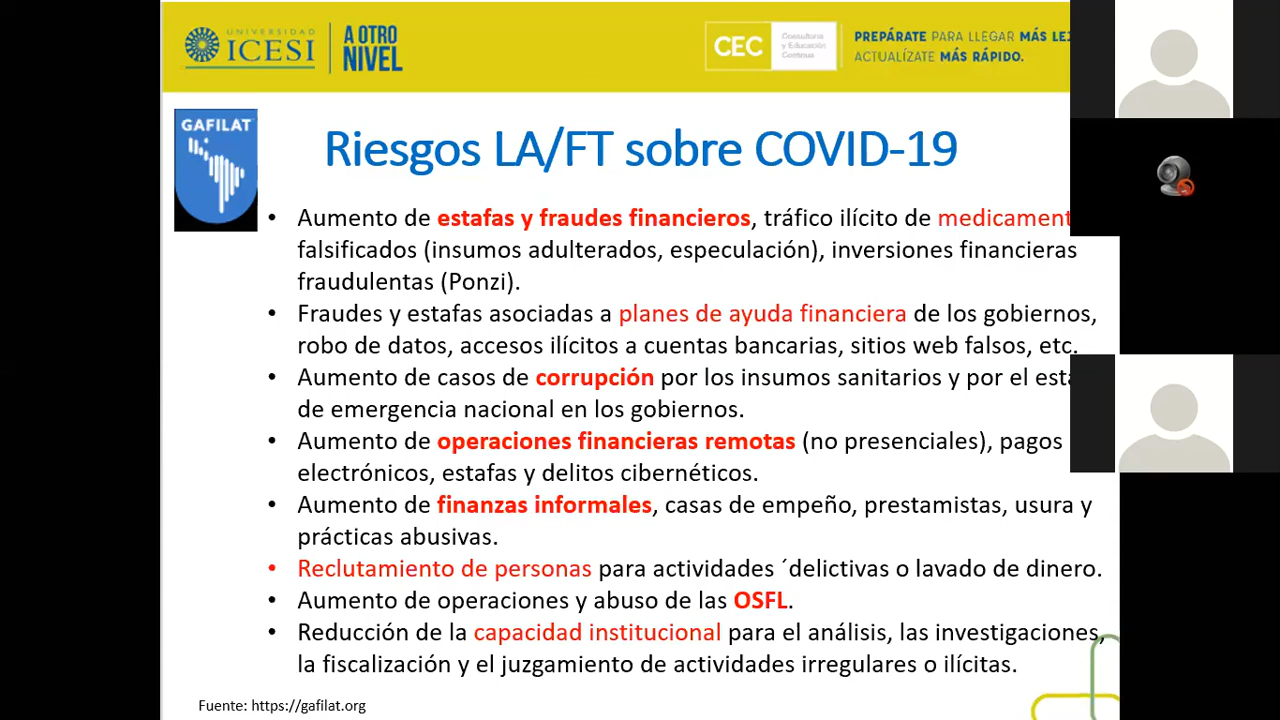 UNIVERSIDAD
ICESI
A OTRO
NIVEL
CEC
Consultoría
y Educación
Continua
PREPÁRATE PARA LLEGAR MÁS
ACTUALÍZATE MÁS RÁPIDO.
GAFILAT
Riesgos LA/FT sobre COVID-19
• Aumento de estafas y fraudes financieros, tráfico ilícito de
falsificados (insumos adulterados, especulación), inversiones financieras
fraudulentas (Ponzi).
• Fraudes y estafas asociadas a planes de ayuda financiera de los gobiernos,
robo de datos, accesos ilícitos a cuentas bancarias, sitios web falsos, etc.
• Aumento de casos de corrupción por los insumos sanitarios y por el
de emergencia nacional en los gobiernos.
• Aumento de operaciones financieras remotas (no presenciales), pagos
electrónicos, estafas y delitos cibernéticos.
• Aumento de finanzas informales, casas de empeño, prestamistas, usura y
prácticas abusivas.
• Reclutamiento de personas para actividades ´delictivas o lavado de dinero.
• Aumento de operaciones y abuso de las OSFL.
• Reducción de la capacidad institucional para el análisis, las investigaciones,
la fiscalización y el juzgamiento de actividades irregulares o ilícitas.
Fuente: https://gafilat.org